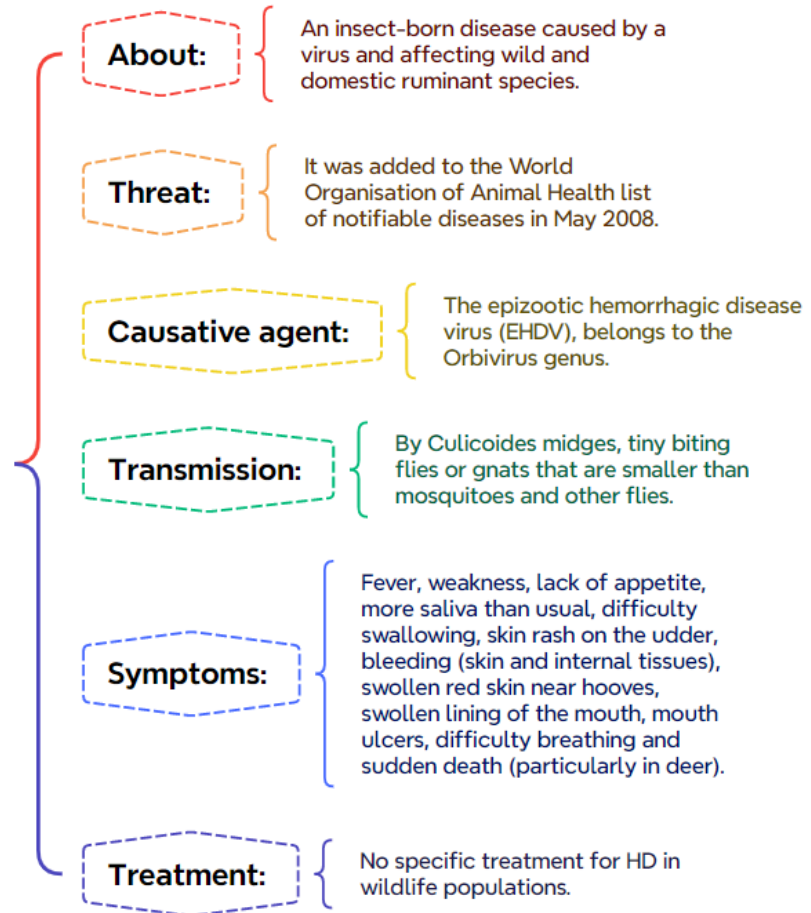 About:
An insect-born disease caused by a
virus and affecting wild and
domestic ruminant species.
Threat:
It was added to the World
Organisation of Animal Health list
of notifiable diseases in May 2008.
Causative agent:
The epizootic hemorrhagic disease
virus (EHDV), belongs to the
Orbivirus genus.
Transmission:
By Culicoides midges, tiny biting
flies or gnats that are smaller than
mosquitoes and other flies.
Symptoms:
Fever, weakness, lack of appetite,
more saliva than usual, difficulty
swallowing, skin rash on the udder,
bleeding (skin and internal tissues),
swollen red skin near hooves,
swollen lining of the mouth, mouth
ulcers, difficulty breathing and
sudden death (particularly in deer).
Treatment:
No specific treatment for HD in
wildlife populations.